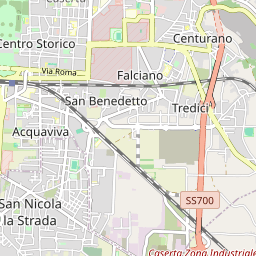 Caserta
Centro Storico
Centurano
Via Roma
Falciano
San Benedetto
Tredici
Acquaviva
San Nicola
la Strada
SS700
Caserta Zona Industriale